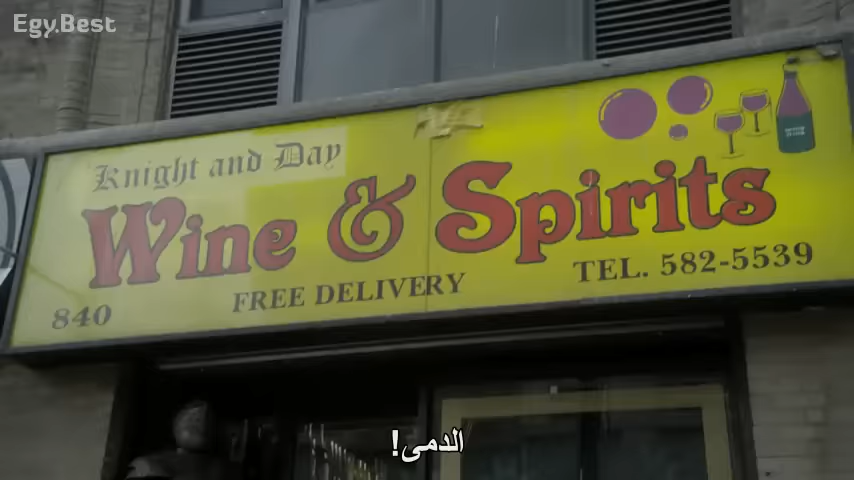 Egy.Best
Knight and Day
Wine & Spirits
FREE DELIVERY
TEL. 582-5539
840
الدمى!